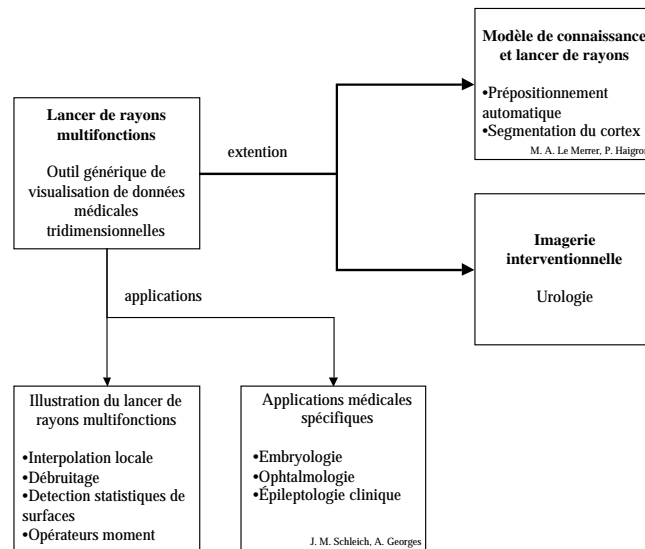 Lancer de rayons
multifonctions
Outil générique de
visualisation de données
médicales
tridimensionnelles
extention
applications
Modèle de connaissance
et lancer de rayons
•Prépositionnement
automatique
•Segmentation du cortex
M. A. Le Merrer, P. Haigron
Imagerie
interventionnelle
Urologie
Illustration du lancer de
rayons multifonctions
•Interpolation locale
•Débruitage
•Detection statistiques de
surfaces
•Opérateurs moment
Applications médicales
spécifiques
•Embryologie
•Ophtalmologie
•Épileptologie clinique
J. M. Schleich, A. Georges